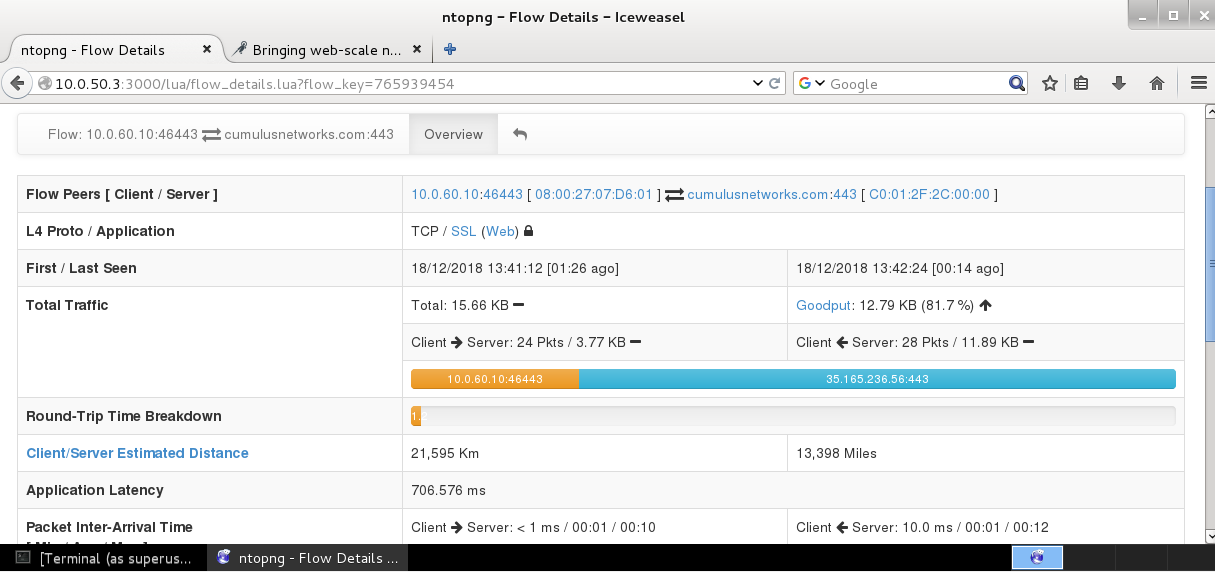 ntopng – Flow Details – Iceweasel
ntopng - Flow Details
Bringing web-scale n...
10.0.50.3:3000/lua/flow_details.lua?flow_key=765939454
Google
Flow: 10.0.60.10:46443 cumulusnetworks.com:443 Overview
Flow Peers [ Client / Server ] 10.0.60.10:46443 [ 08:00:27:07:D6:01 ] cumulusnetworks.com:443 [ C0:01:2F:2C:00:00 ]
L4 Proto / Application TCP / SSL (Web)
First / Last Seen 18/12/2018 13:41:12 [01:26 ago] 18/12/2018 13:42:24 [00:14 ago]
Total Traffic Total: 15.66 KB Goodput: 12.79 KB (81.7 %)
Client Server: 24 Pkts / 3.77 KB Client Server: 28 Pkts / 11.89 KB
10.0.60.10:46443 35.165.236.56:443
Round-Trip Time Breakdown
Client/Server Estimated Distance 21,595 Km 13,398 Miles
Application Latency 706.576 ms
Packet Inter-Arrival Time Client Server: < 1 ms / 00:01 / 00:10 Client Server: 10.0 ms / 00:01 / 00:12
[Terminal (as superus... ntopng - Flow Details ...